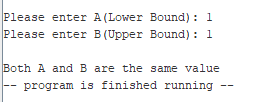 Please enter A(Lower Bound): 1
Please enter B(Upper Bound): 1
Both A and B are the same value
-- program is finished running --